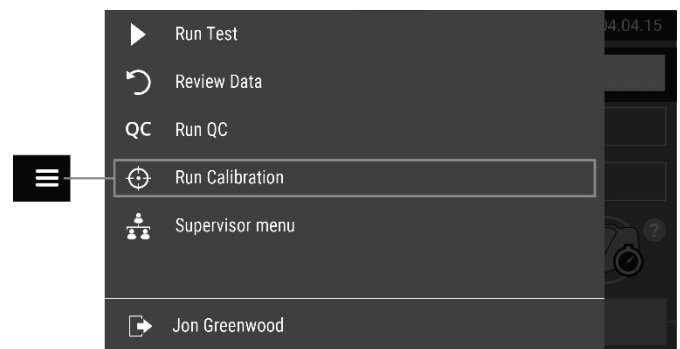 Run Test
04.04.15
Review Data
QC Run QC
Run Calibration
Supervisor menu
?
Jon Greenwood